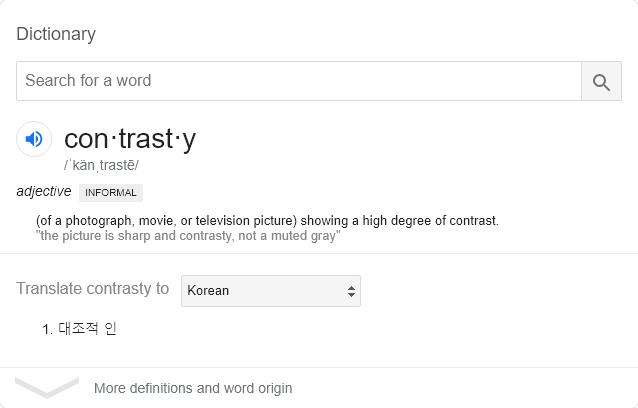 Dictionary
Search for a word
con·trast·y
/ˈkänˌtrastē/
adjective INFORMAL
(of a photograph, movie, or television picture) showing a high degree of contrast.
"the picture is sharp and contrasty, not a muted gray"
Translate contrasty to Korean
1. 대조적 인
More definitions and word origin